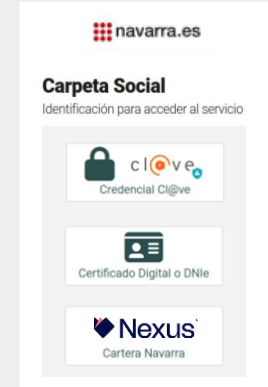 navarra.es
Carpeta Social
Identificación para acceder al servicio
cl@ve
Credencial Cl@ve
Certificado Digital o DNIe
Nexus
Cartera Navarra